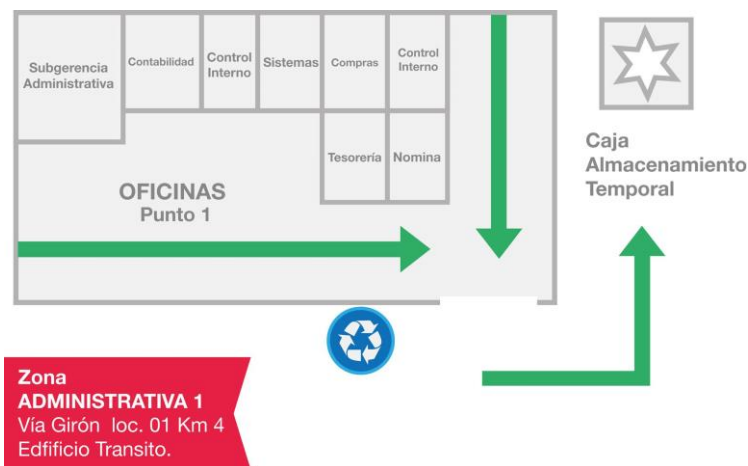 Subgerencia
Administrativa
Contabilidad
Control
Interno
Sistemas
Compras
Control
Interno
Tesorería
Nomina
OFICINAS
Punto 1
Caja
Almacenamiento
Temporal
Zona
ADMINISTRATIVA 1
Vía Girón loc. 01 Km 4
Edfificio Transito.